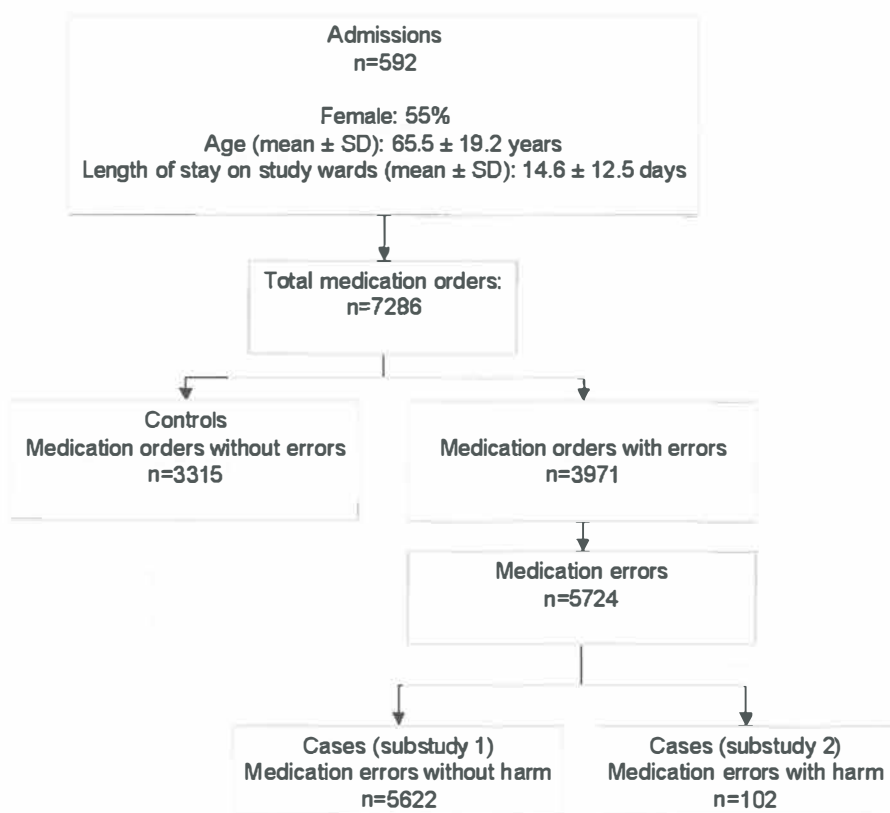 Admissions
n=592
Female: 55%
Age (mean ± SD): 65.5 ± 19.2 years
Length of stay on study wards (mean ± SD): 14.6 ± 12.5 days
Total medication orders:
n=7286
Controls
Medication orders without errors
n=3315
Medication orders with errors
n=3971
Medication errors
n=5724
Cases (substudy 1)
Medication errors without harm
n=5622
Cases (substudy 2)
Medication errors with harm
n=102